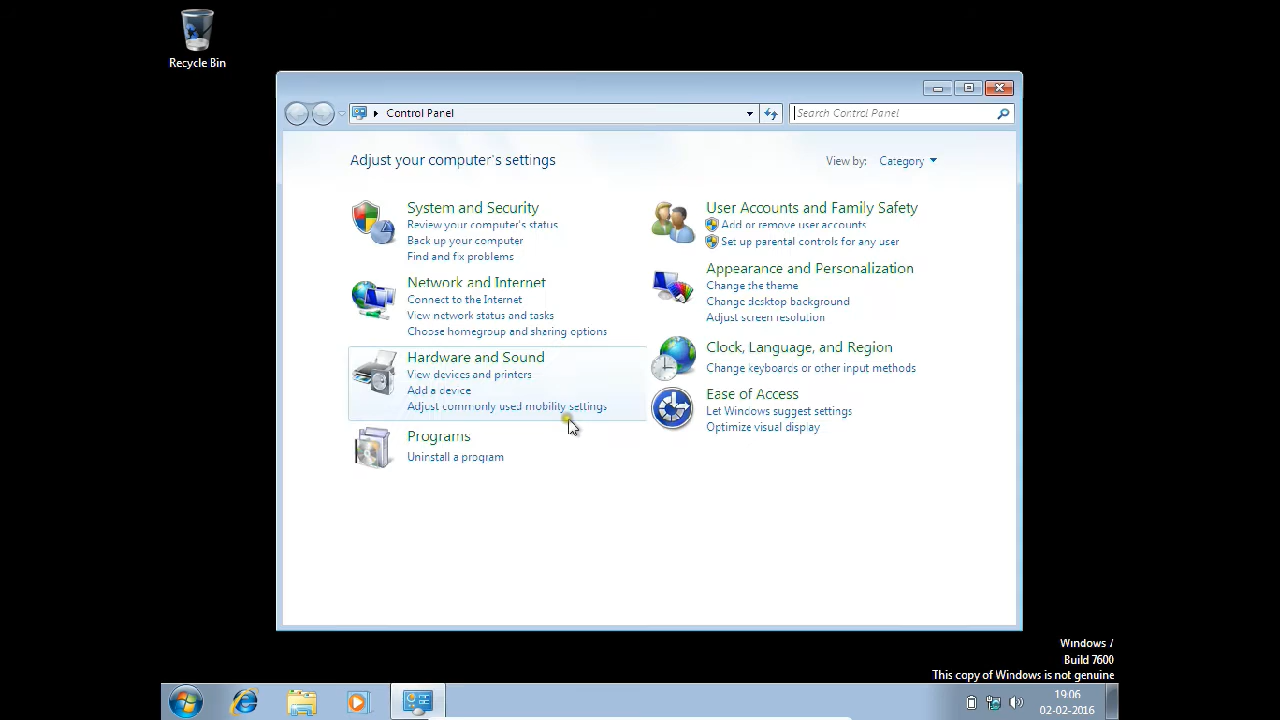 Recycle Bin
Control Panel
Search Control Panel
Adjust your computer's settings
View by: Category
System and Security
Review your computer's status
Back up your computer
Find and fix problems
Network and Internet
Connect to the Internet
View network status and tasks
Choose homegroup and sharing options
Hardware and Sound
View devices and printers
Add a device
Adjust commonly used mobility settings
Programs
Uninstall a program
User Accounts and Family Safety
Add or remove user accounts
Set up parental controls for any user
Appearance and Personalization
Change the theme
Change desktop background
Adjust screen resolution
Clock, Language, and Region
Change keyboards or other input methods
Ease of Access
Let Windows suggest settings
Optimize visual display
Windows 7
Build 7600
This copy of Windows is not genuine
19:06
02-02-2016